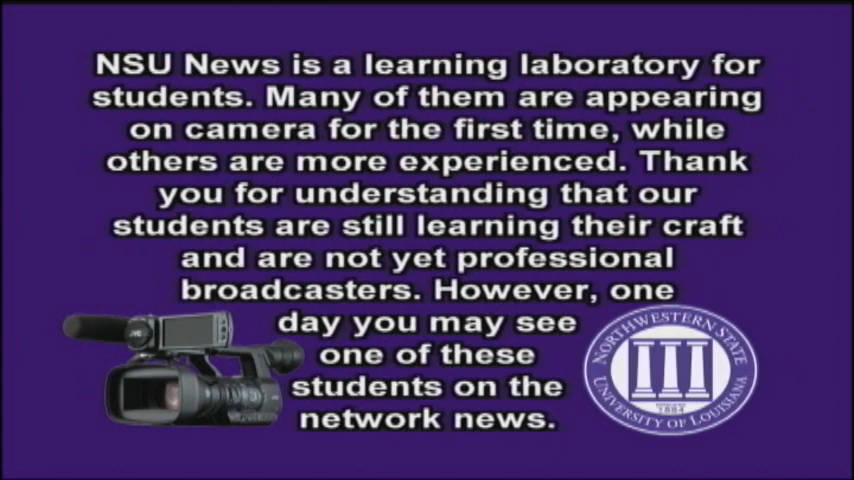 NSU News is a learning laboratory for
students. Many of them are appearing
on camera for the first time, while
others are more experienced. Thank
you for understanding that our
students are still learning their craft
and are not yet professional
broadcasters. However, one
day you may see
one of these
students on the
network news.
JVC
NORTHWESTERN STATE
UNIVERSITY OF LOUISIANA
1884